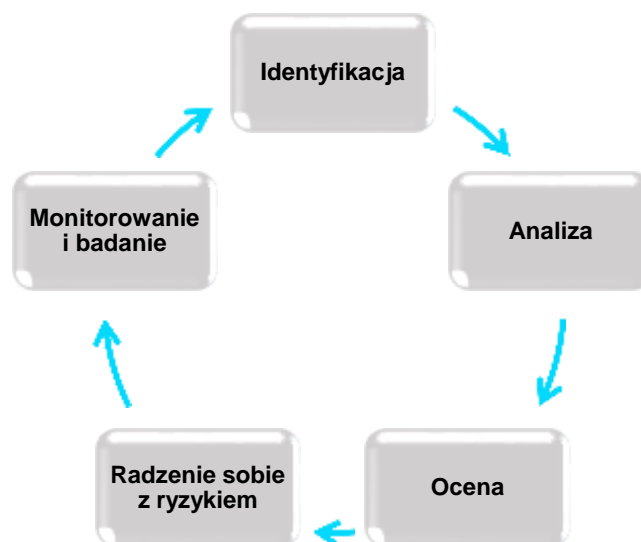 Identyfikacja
Analiza
Ocena
Radzenie sobie
z ryzykiem
Monitorowanie
i badanie